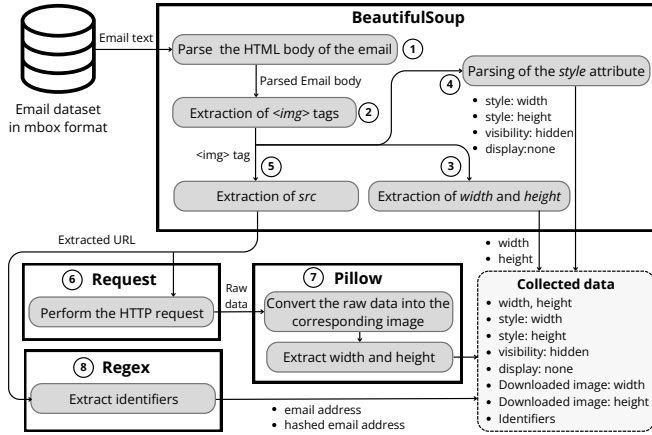 BeautifulSoup
Email text
Parse the HTML body of the email
1
Parsed Email body
Parsing of the style attribute
4
Email dataset
in mbox format
Extraction of <img> tags
2
style: width
style: height
visibility: hidden
display:none
<img> tag
5
3
Extraction of src
Extraction of width and height
Extracted URL
width
height
6 Request
Perform the HTTP request
Raw
data
7 Pillow
Convert the raw data into the
corresponding image
Extract width and height
Collected data
width, height
style: width
style: height
visibility: hidden
display: none
Downloaded image: width
Downloaded image: height
Identifiers
8 Regex
Extract identifiers
email address
hashed email address